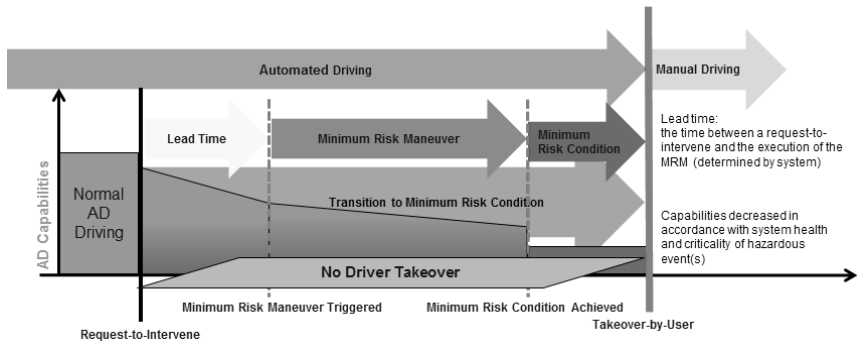 Automated Driving
Manual Driving
Lead Time
Minimum Risk Maneuver
Minimum
Risk Condition
Lead time:
the time between a request-to-
intervene and the execution of the
MRM (determined by system)
AD Capabilities
Normal
AD
Driving
Transition to Minimum Risk Condition
Capabilities decreased in
accordance with system health
and criticality of hazardous
event(s)
No Driver Takeover
Minimum Risk Maneuver Triggered
Minimum Risk Condition Achieved
Request-to-Intervene
Takeover-by-User